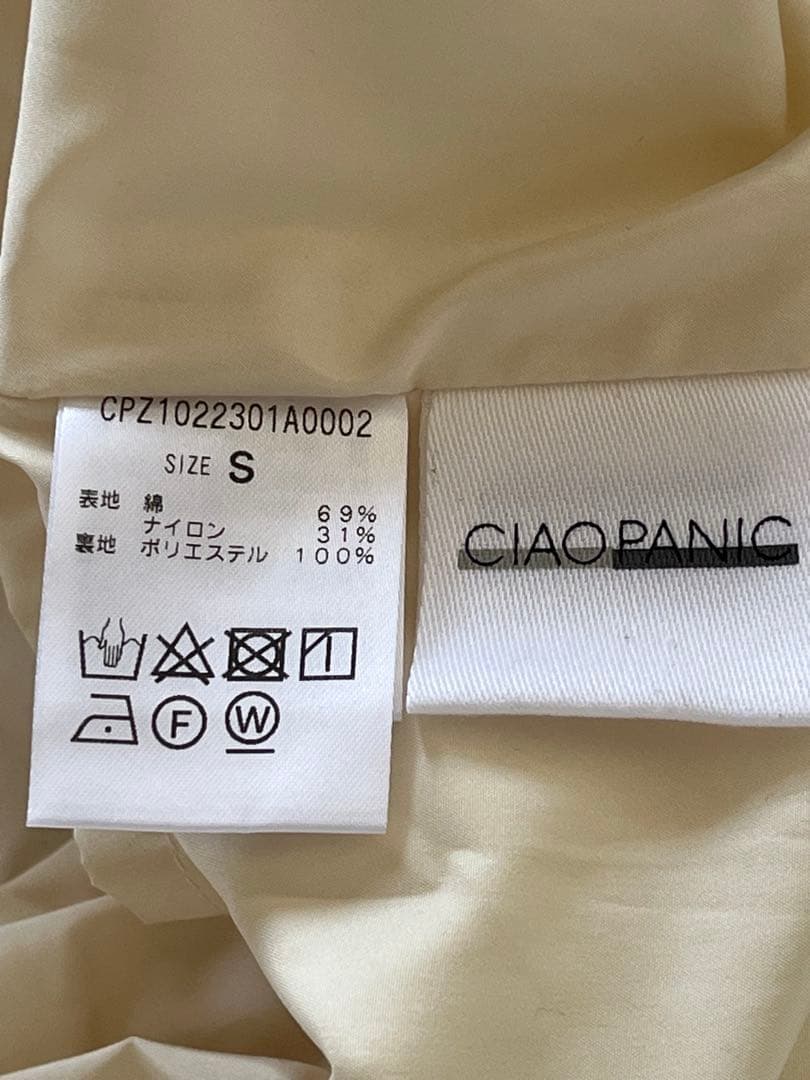 CPZ1022301A0002
SIZE S
表地 綿 69%
ナイロン 31%
裏地 ポリエステル 100%
F W
CIAOPANIC